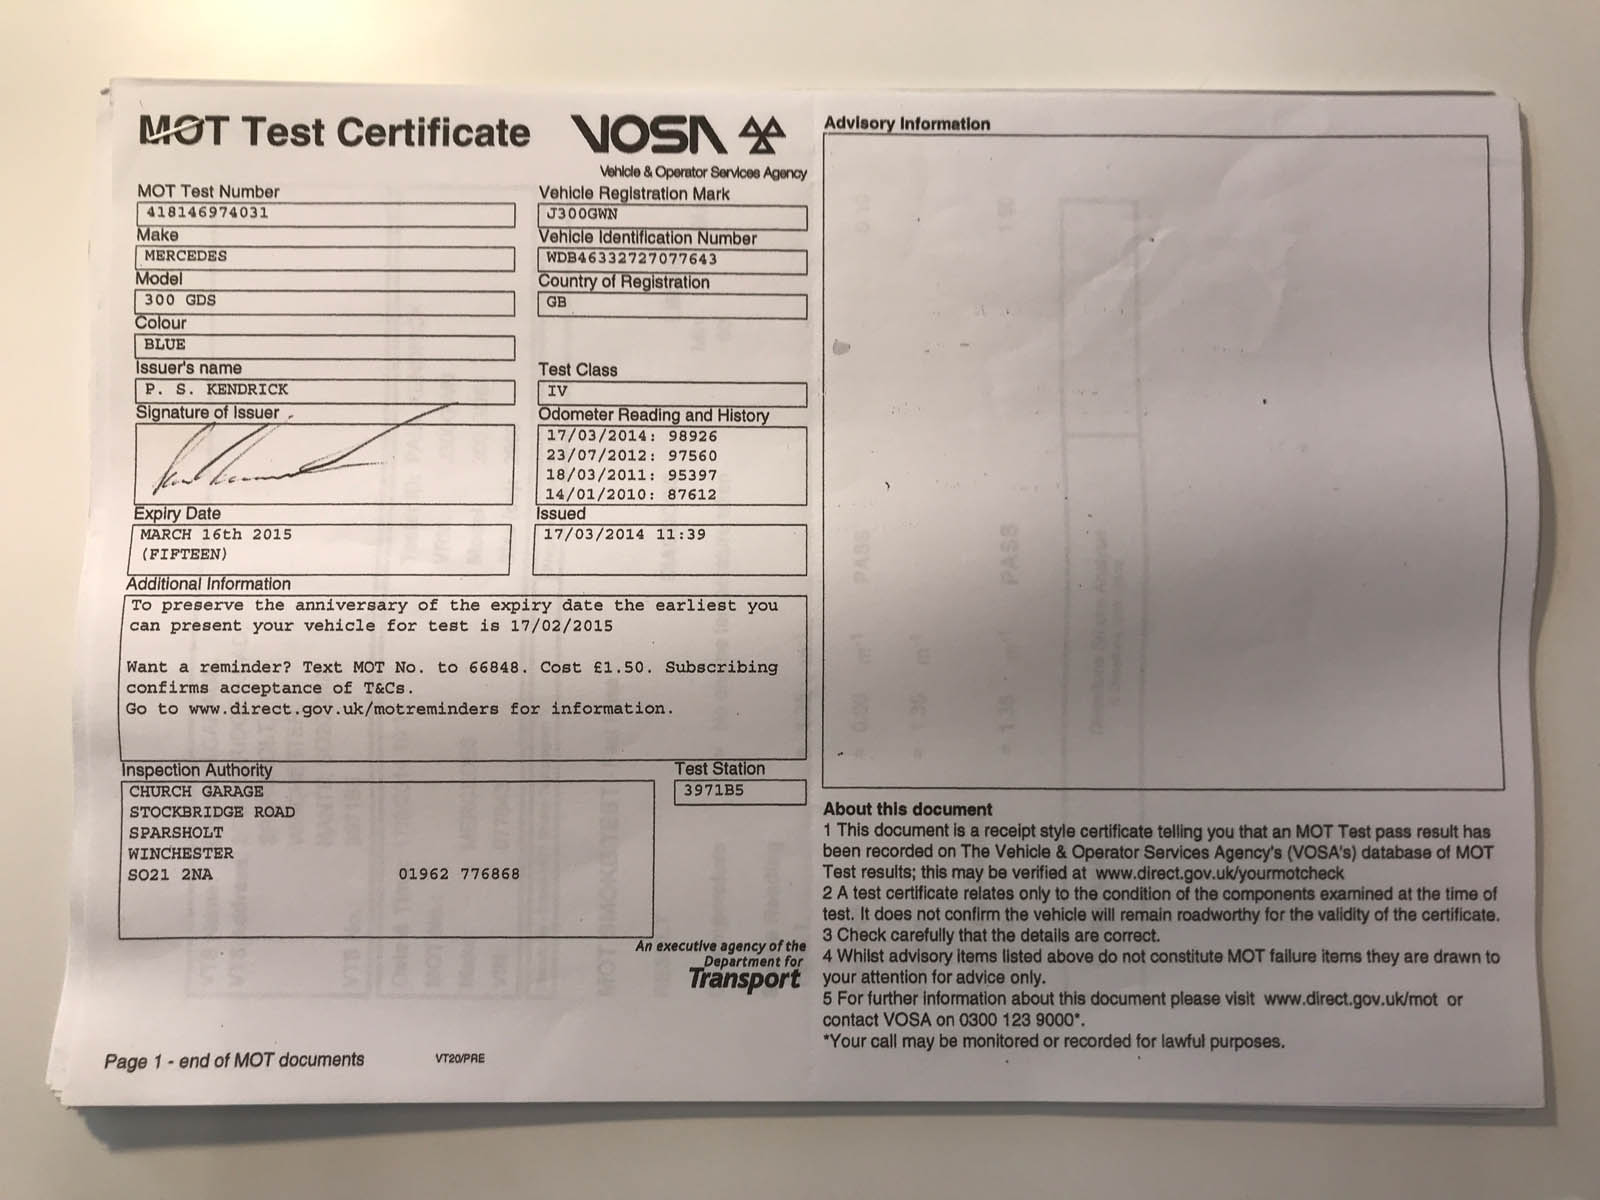 MOT Test Certificate
VOSA
Vehicle & Operator Services Agency
MOT Test Number
418146974031
Vehicle Registration Mark
J300GWN
Make
MERCEDES
Vehicle Identification Number
WDB46332727077643
Model
300 GDS
Country of Registration
GB
Colour
BLUE
Issuer's name
P. S. KENDRICK
Test Class
IV
Signature of Issuer
Odometer Reading and History
17/03/2014: 98926
23/07/2012: 97560
18/03/2011: 95397
14/01/2010: 87612
Expiry Date
MARCH 16th 2015
(FIFTEEN)
Issued
17/03/2014 11:39
Additional Information
To preserve the anniversary of the expiry date the earliest you
can present your vehicle for test is 17/02/2015
Want a reminder? Text MOT No. to 66848. Cost £1.50. Subscribing
confirms acceptance of T&Cs.
Go to www.direct.gov.uk/motreminders for information.
Inspection Authority
CHURCH GARAGE
STOCKBRIDGE ROAD
SPARSHOLT
WINCHESTER
SO21 2NA 01962 776868
Test Station
3971B5
An executive agency of the
Department for
Transport
Page 1 - end of MOT documents
VT20/PRE
Advisory Information
About this document
1 This document is a receipt style certificate telling you that an MOT Test pass result has
been recorded on The Vehicle & Operator Services Agency's (VOSA's) database of MOT
Test results; this may be verified at www.direct.gov.uk/yourmotcheck
2 A test certificate relates only to the condition of the components examined at the time of
test. It does not confirm the vehicle will remain roadworthy for the validity of the certificate.
3 Check carefully that the details are correct.
4 Whilst advisory items listed above do not constitute MOT failure items they are drawn to
your attention for advice only.
5 For further information about this document please visit www.direct.gov.uk/mot or
contact VOSA on 0300 123 9000*.
*Your call may be monitored or recorded for lawful purposes.